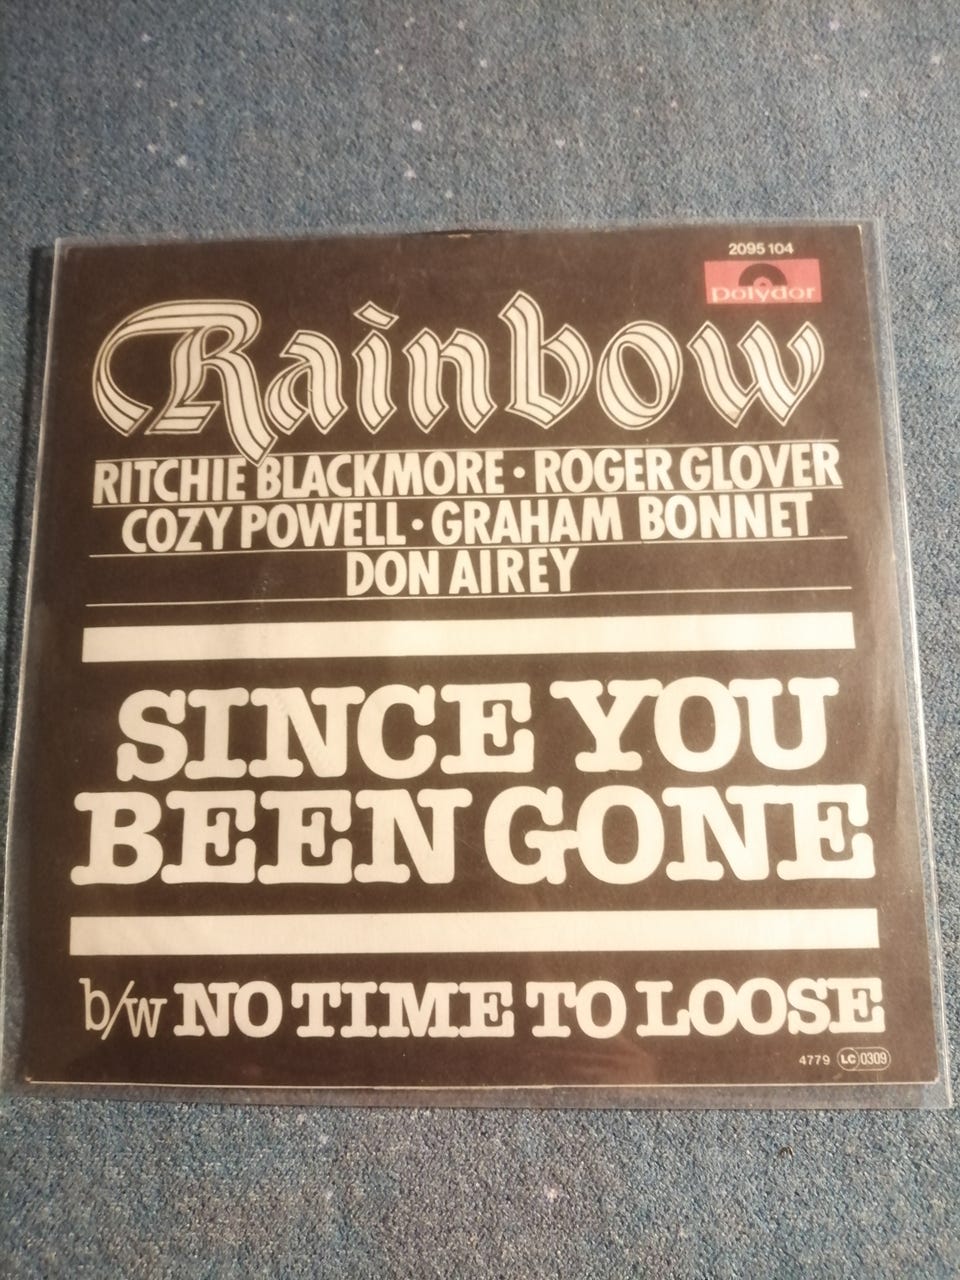 2095 104
polydor
Rainbow
RITCHIE BLACKMORE • ROGER GLOVER
COZY POWELL • GRAHAM BONNET
DON AIREY
SINCE YOU
BEEN GONE
b/w NO TIME TO LOOSE
4779 LC 0309